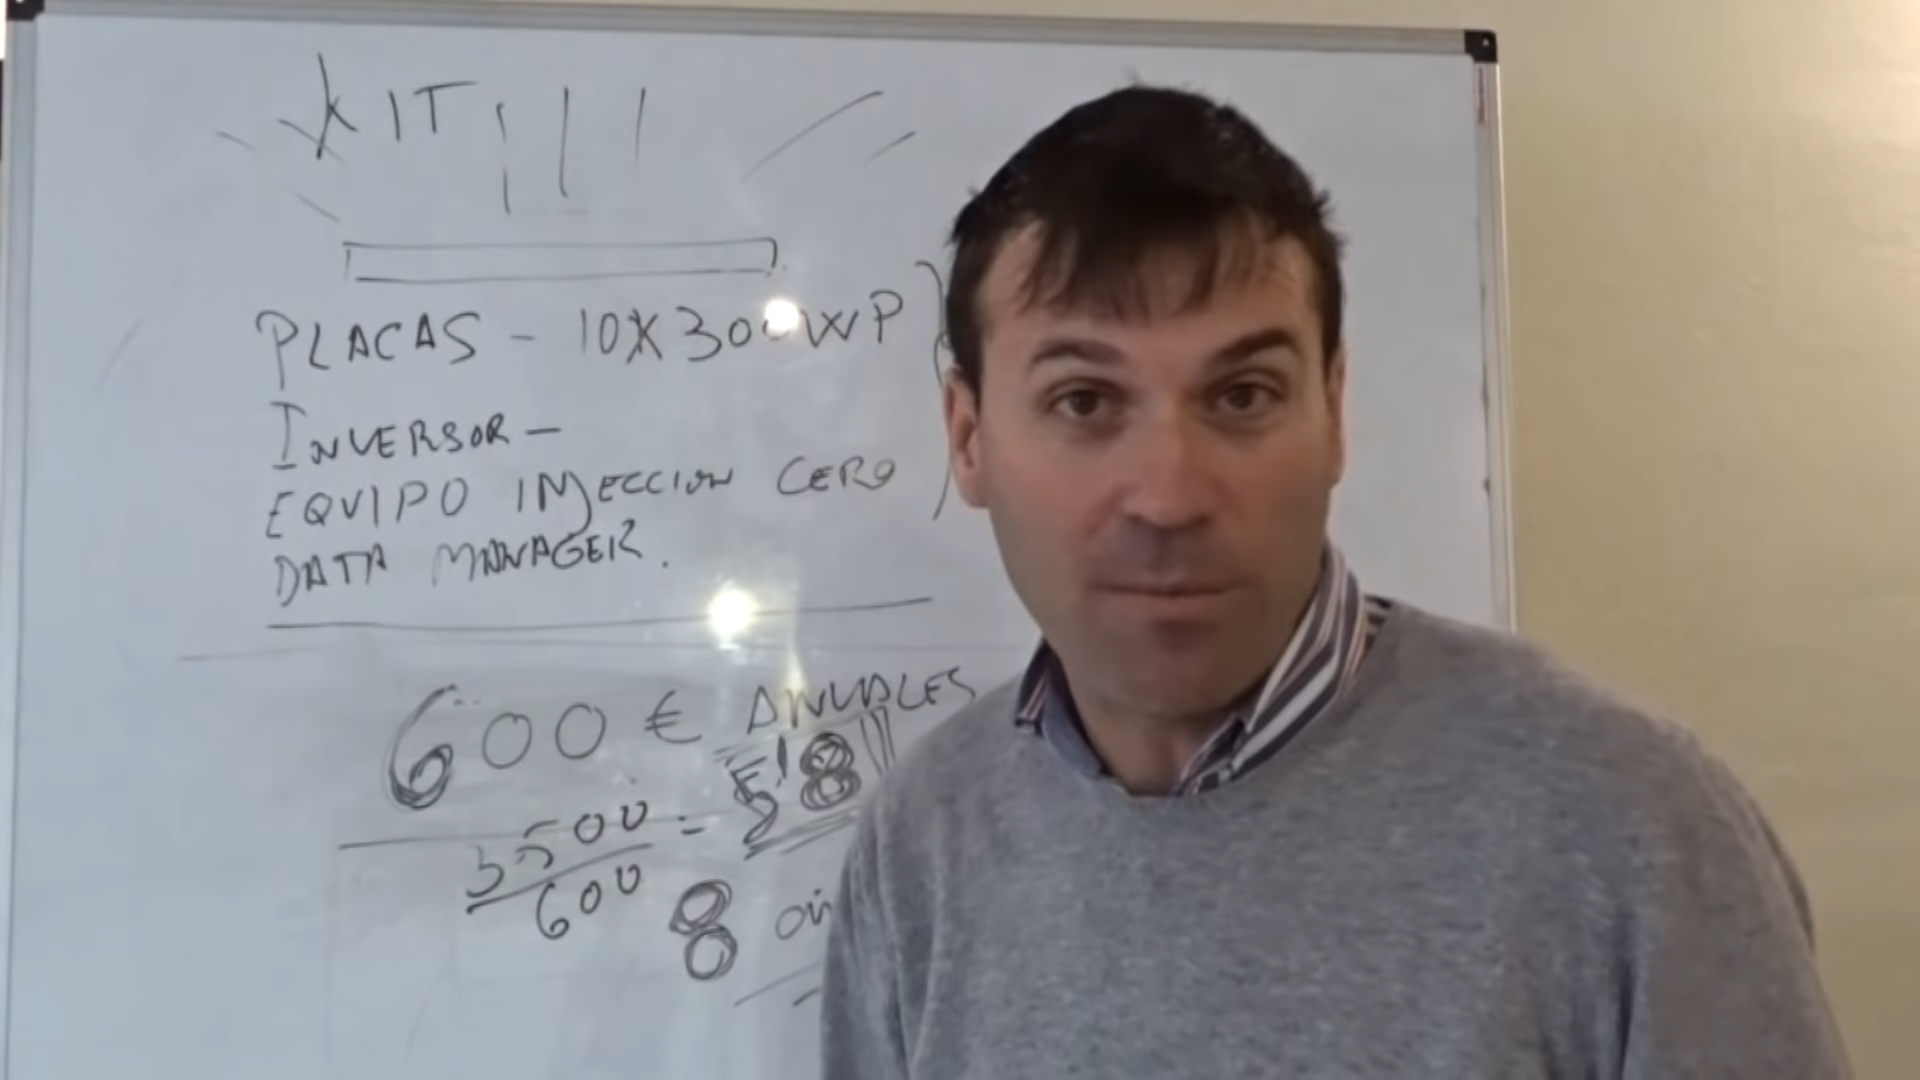 KIT !!!
PLACAS - 10X300WP
INVERSOR -
EQUIPO INYECCION CERO
DATA MANAGER.
600 € ANUALES
3500 = 5'8
600
8